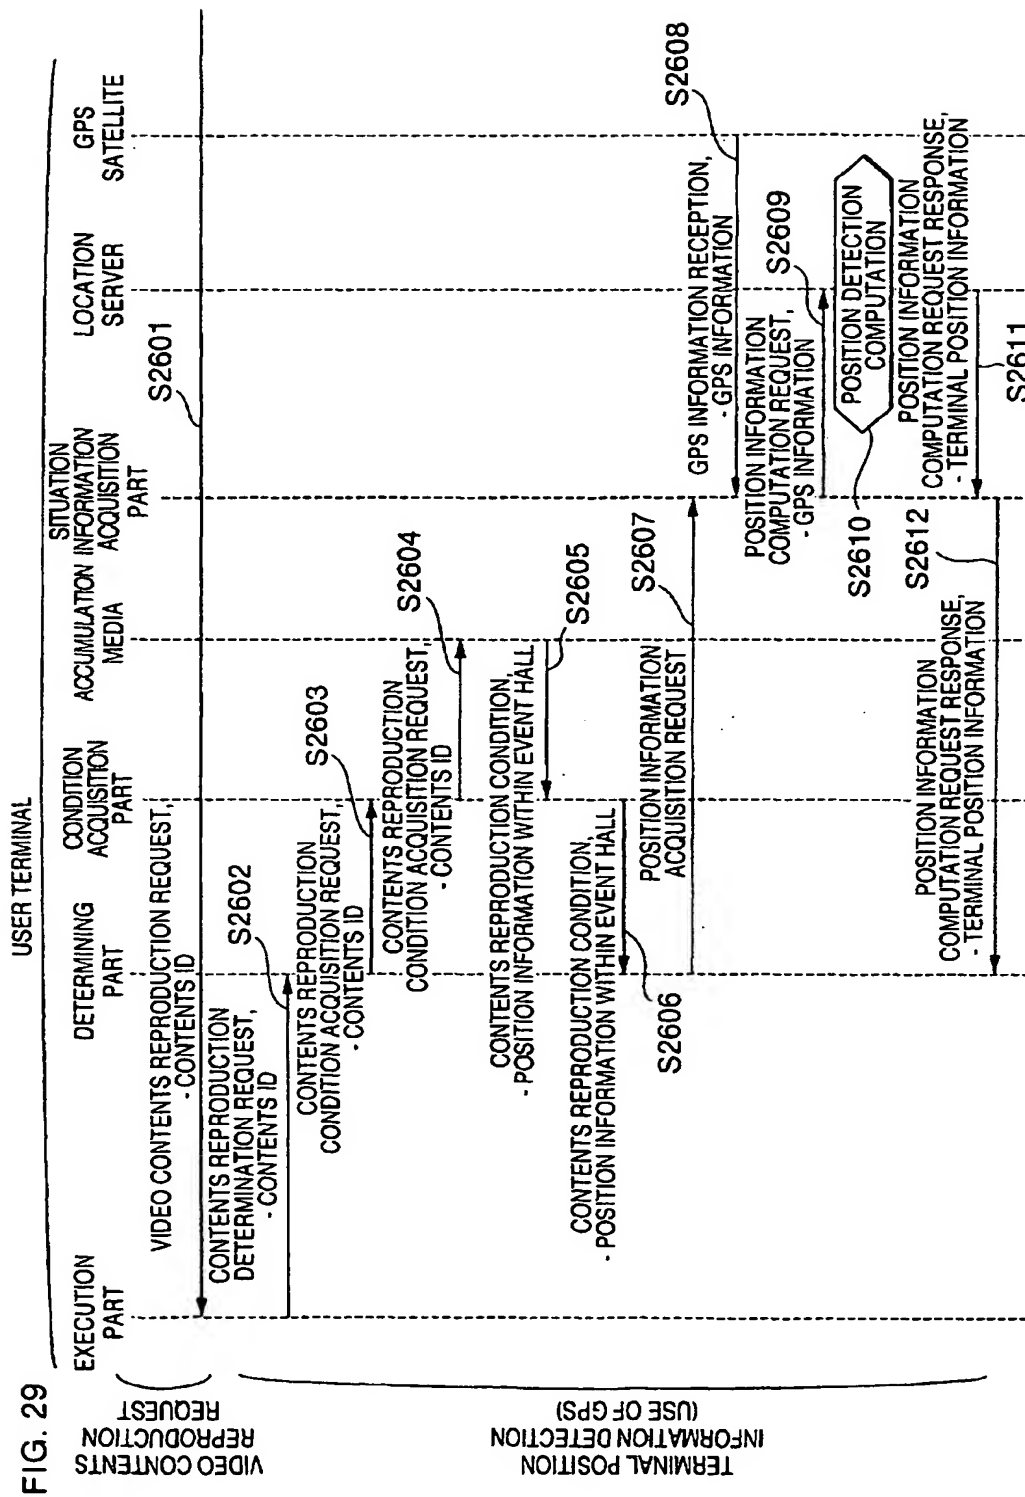 FIG. 29
USER TERMINAL
EXECUTION
PART
DETERMINING
PART
CONDITION
ACQUISITION
PART
ACCUMULATION
MEDIA
SITUATION
INFORMATION
ACQUISITION
PART
LOCATION
SERVER
GPS
SATELLITE
VIDEO CONTENTS
REPRODUCTION
REQUEST
VIDEO CONTENTS REPRODUCTION REQUEST,
- CONTENTS ID
S2601
TERMINAL POSITION
INFORMATION DETECTION
(USE OF GPS)
CONTENTS REPRODUCTION
DETERMINATION REQUEST,
- CONTENTS ID
S2602
CONTENTS REPRODUCTION
CONDITION ACQUISITION REQUEST,
- CONTENTS ID
S2603
CONTENTS REPRODUCTION
CONDITION ACQUISITION REQUEST,
- CONTENTS ID
S2604
CONTENTS REPRODUCTION CONDITION,
- POSITION INFORMATION WITHIN EVENT HALL
S2605
CONTENTS REPRODUCTION CONDITION,
- POSITION INFORMATION WITHIN EVENT HALL
S2606
POSITION INFORMATION
ACQUISITION REQUEST
S2607
GPS INFORMATION RECEPTION,
- GPS INFORMATION
S2608
POSITION INFORMATION
COMPUTATION REQUEST,
- GPS INFORMATION
S2609
POSITION DETECTION
COMPUTATION
S2610
POSITION INFORMATION
COMPUTATION REQUEST RESPONSE,
- TERMINAL POSITION INFORMATION
S2611
POSITION INFORMATION
COMPUTATION REQUEST RESPONSE,
- TERMINAL POSITION INFORMATION
S2612